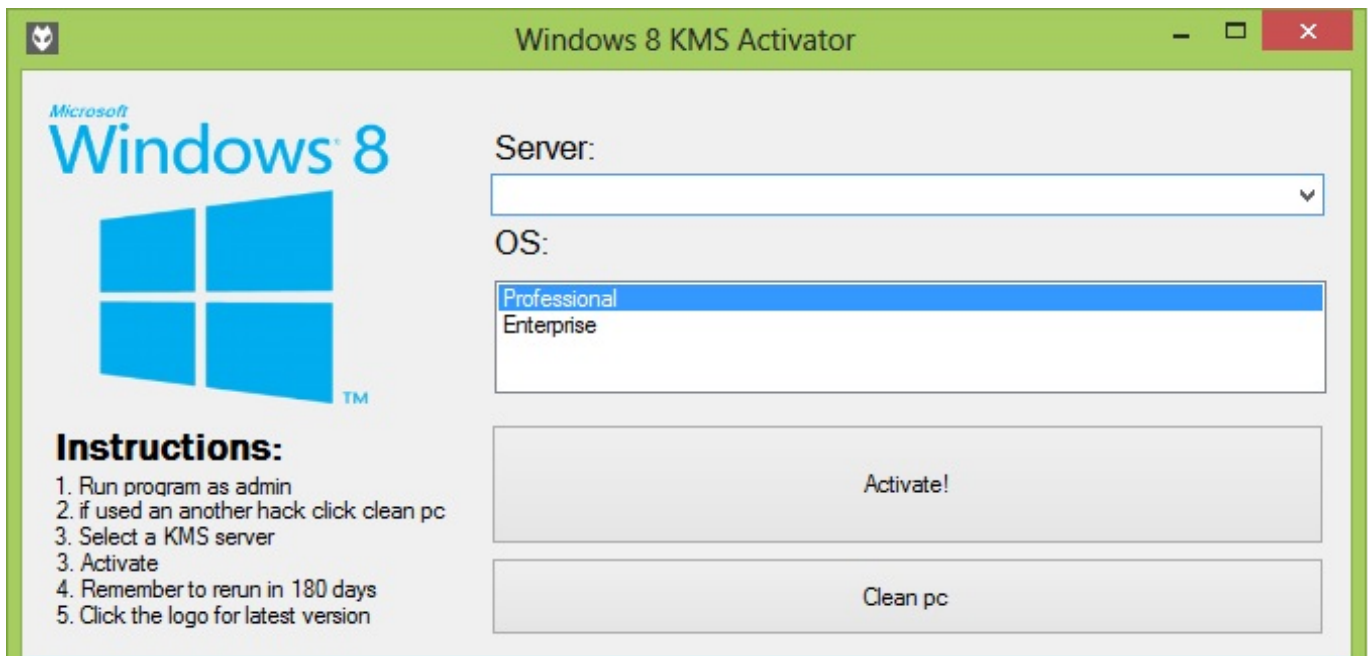 Windows 8 KMS Activator
Microsoft
Windows 8
TM
Instructions:
1. Run program as admin
2. if used an another hack click clean pc
3. Select a KMS server
3. Activate
4. Remember to rerun in 180 days
5. Click the logo for latest version
Server:
OS:
Professional
Enterprise
Activate!
Clean pc